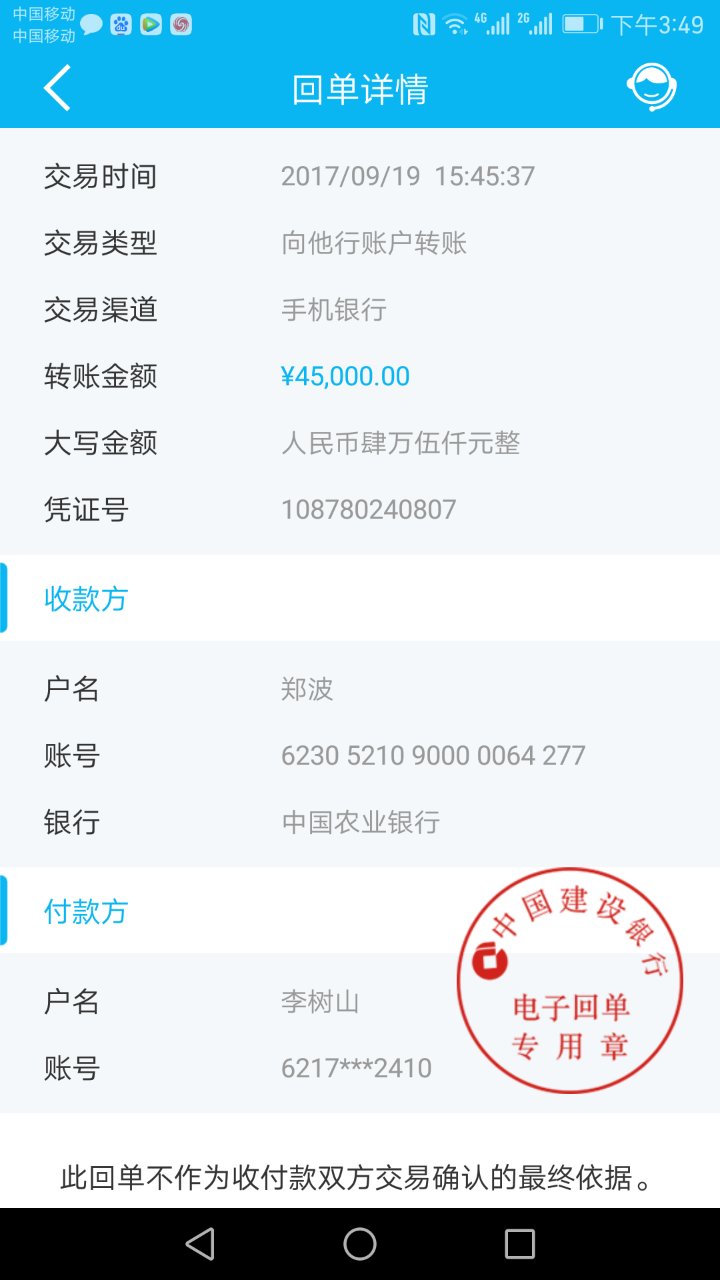 中国移动
中国移动
4G
2G
下午3:49
回单详情
交易时间 2017/09/19 15:45:37
交易类型 向他行账户转账
交易渠道 手机银行
转账金额 ¥45,000.00
大写金额 人民币肆万伍仟元整
凭证号 108780240807
收款方
户名 郑波
账号 6230 5210 9000 0064 277
银行 中国农业银行
付款方
户名 李树山
账号 6217***2410
中国建设银行
电子回单
专用章
此回单不作为收付款双方交易确认的最终依据。